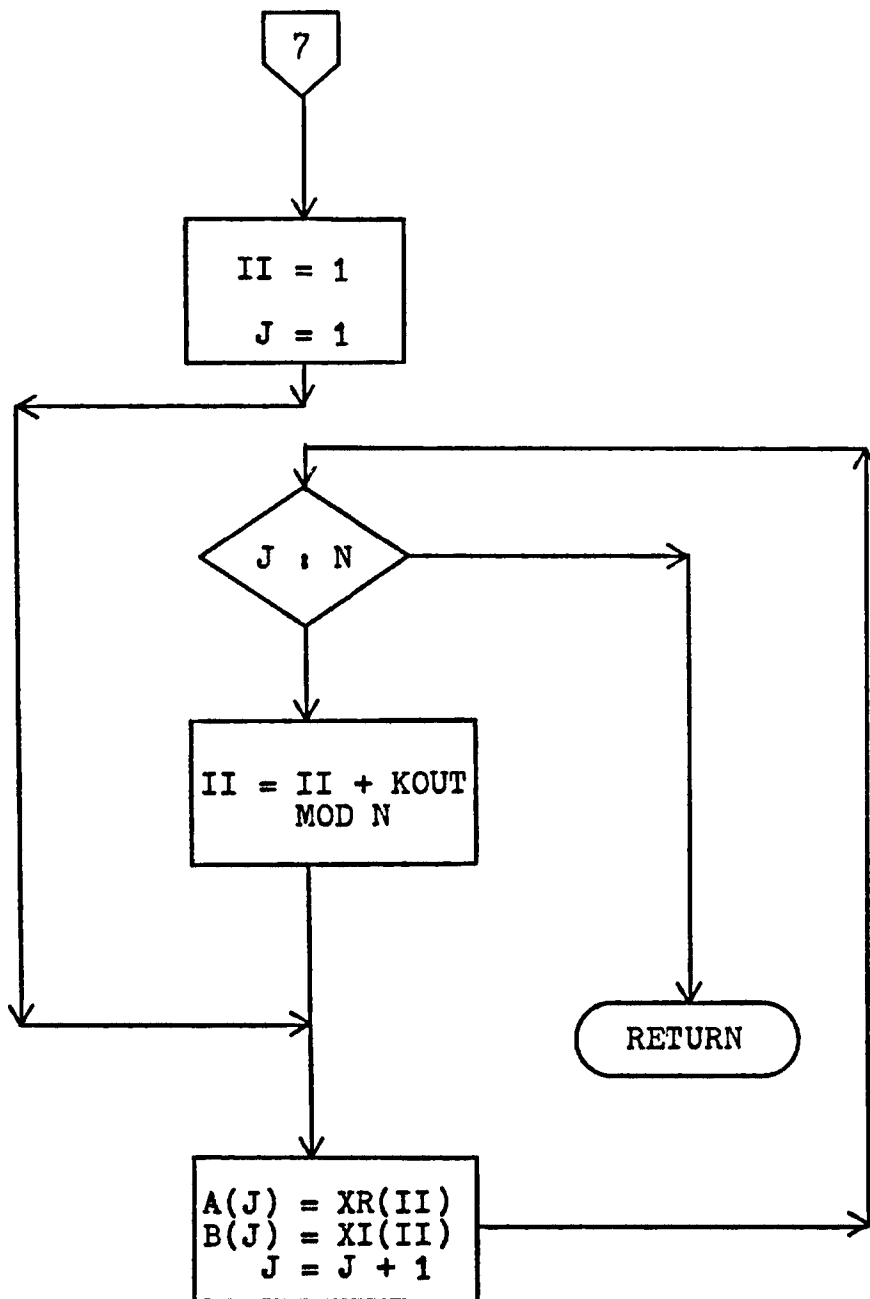 7
II = 1
J = 1
J : N
II = II + KOUT
MOD N
RETURN
A(J) = XR(II)
B(J) = XI(II)
J = J + 1